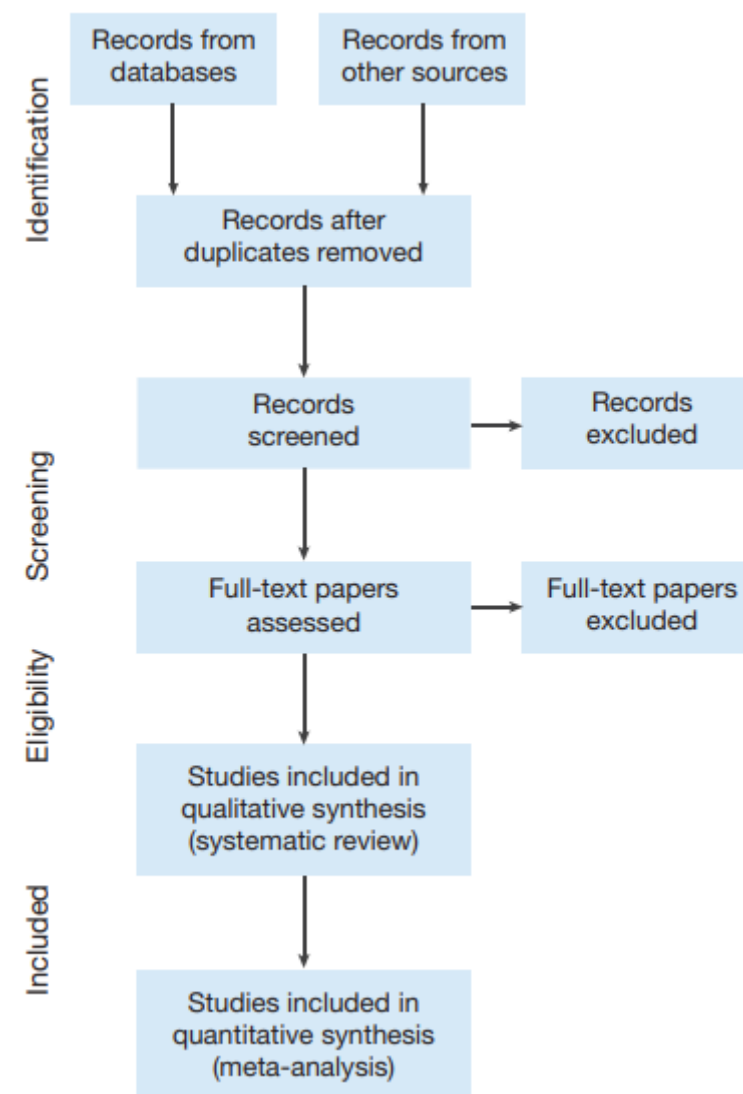 Records from
databases
Records from
other sources
Identification
Records after
duplicates removed
Records
screened
Records
excluded
Screening
Full-text papers
assessed
Full-text papers
excluded
Eligibility
Studies included in
qualitative synthesis
(systematic review)
Included
Studies included in
quantitative synthesis
(meta-analysis)